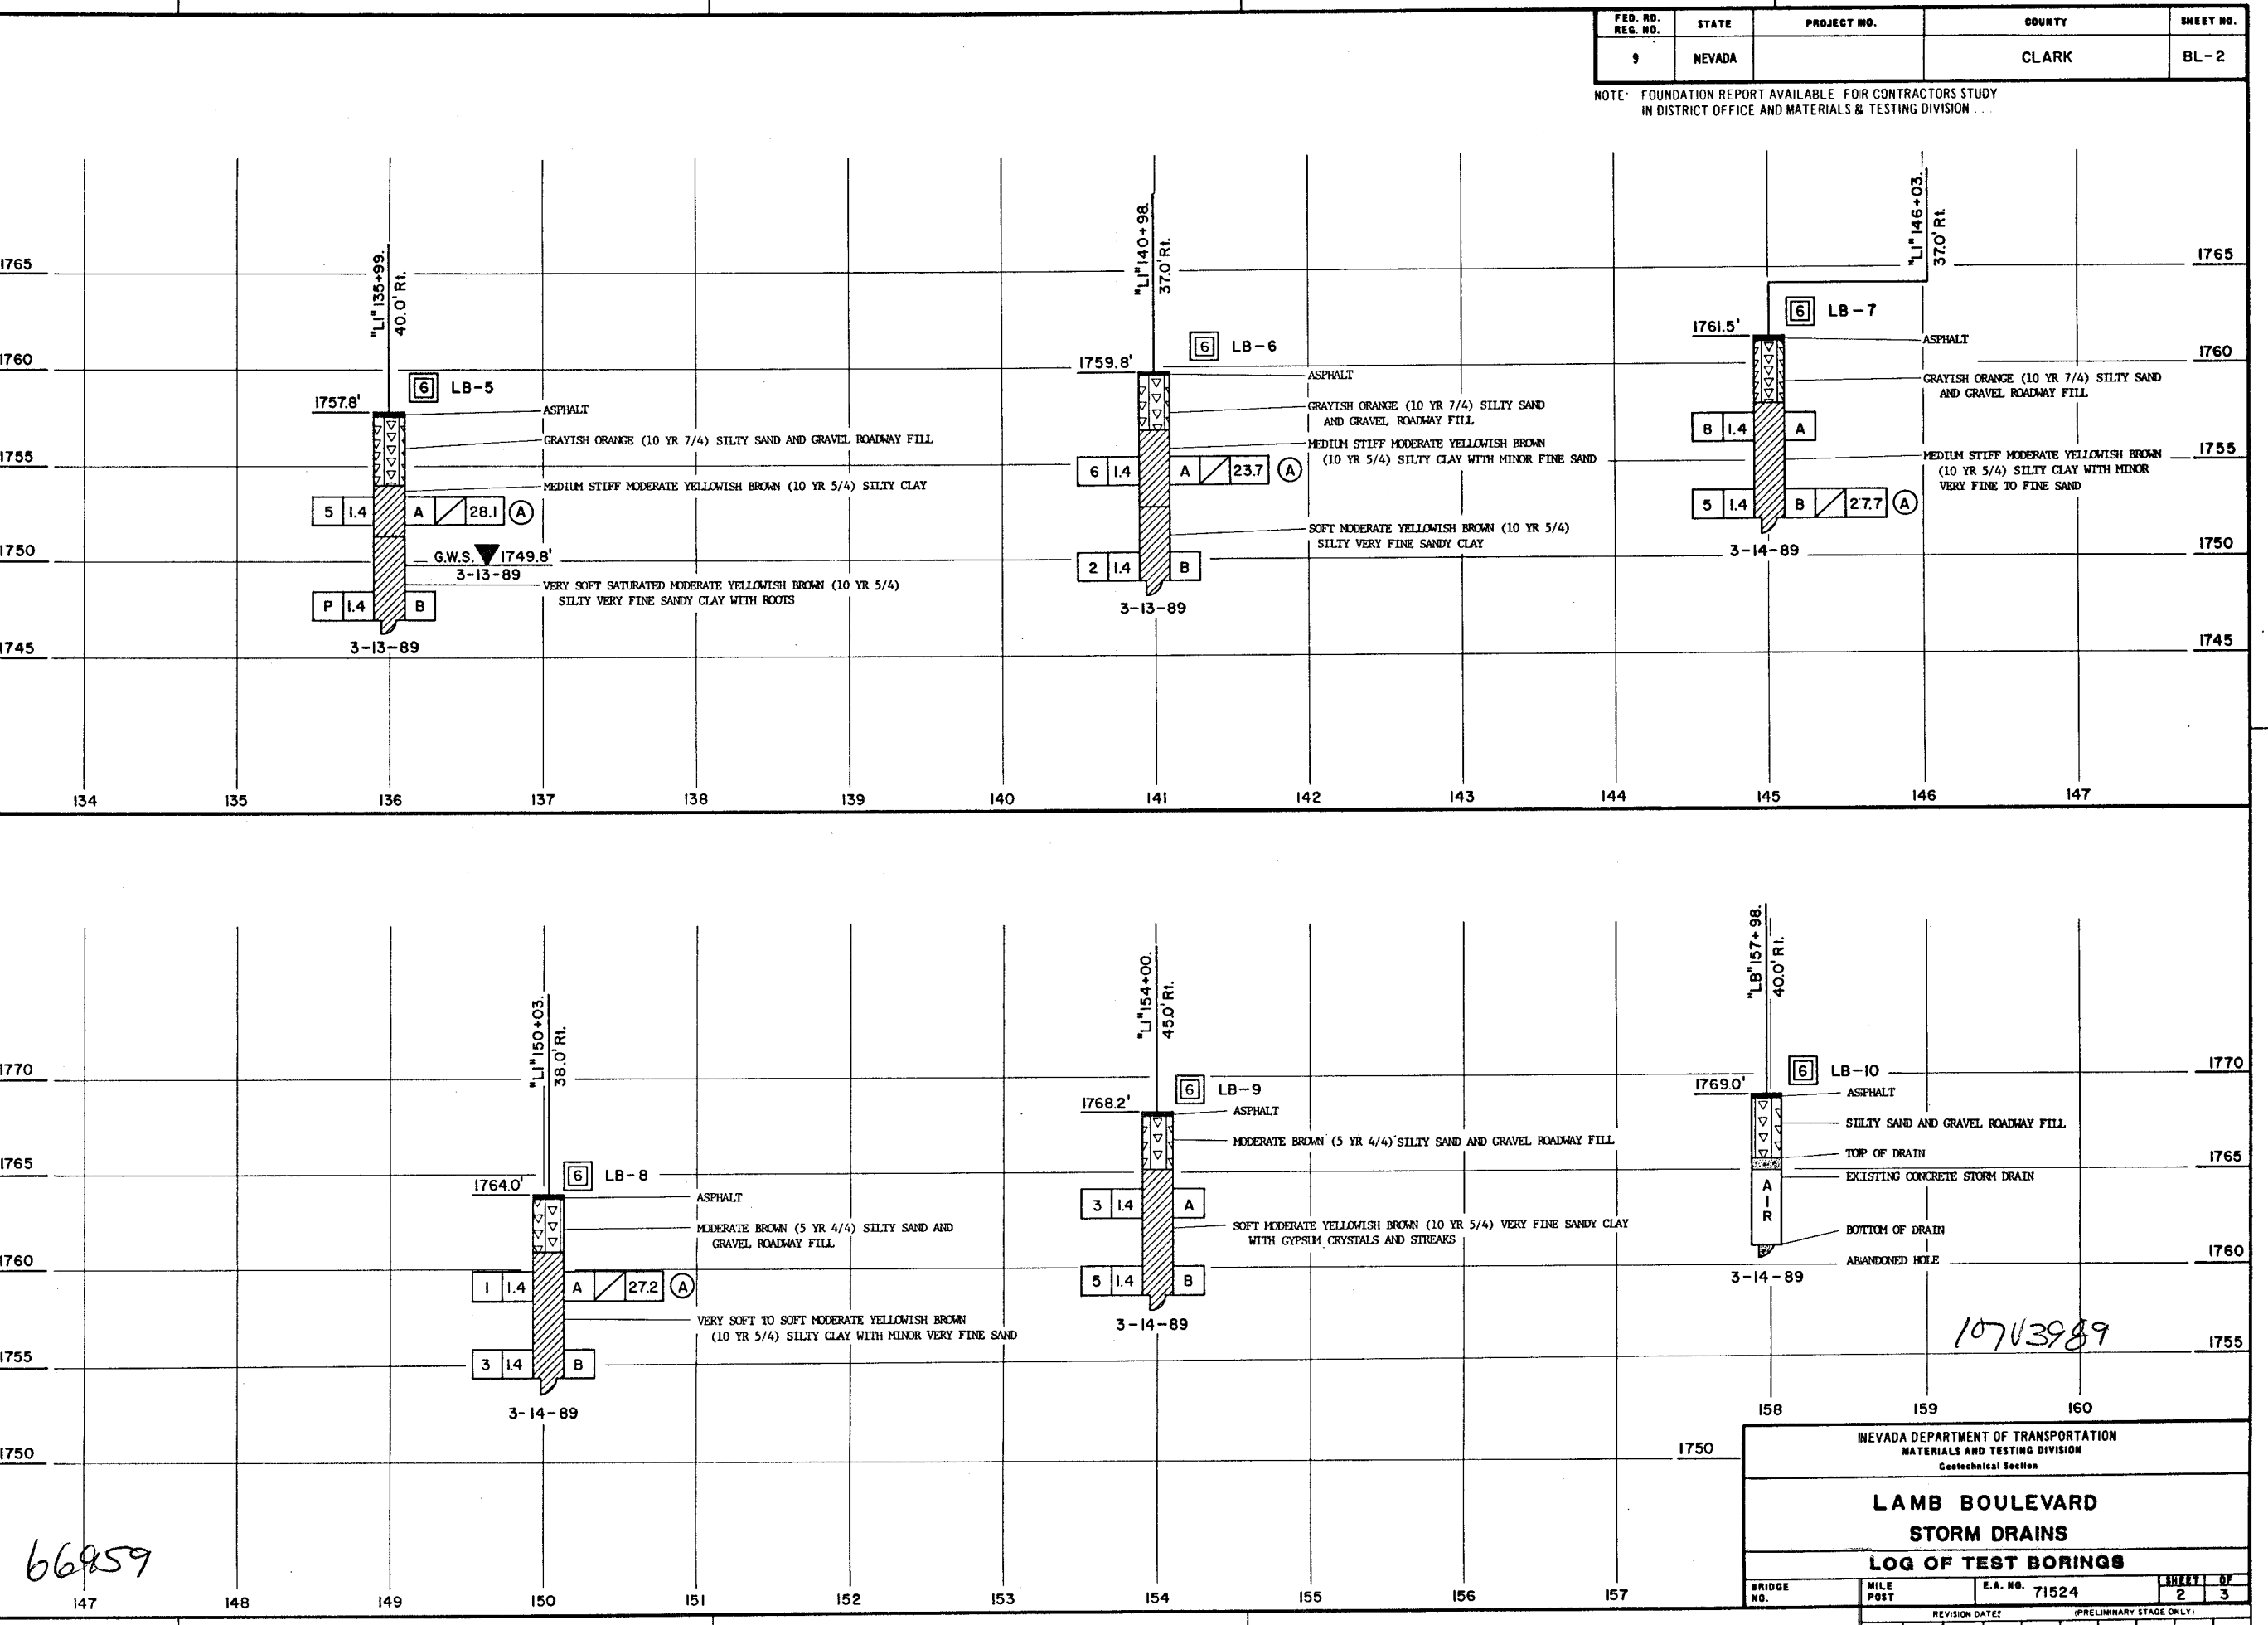 FED. RD. REG. NO. STATE PROJECT NO. COUNTY SHEET NO.
9 NEVADA CLARK BL-2
NOTE: FOUNDATION REPORT AVAILABLE FOR CONTRACTORS STUDY
IN DISTRICT OFFICE AND MATERIALS & TESTING DIVISION
"L1" 135+99.
40.0' Rt.
6 LB-5
1757.8'
ASPHALT
GRAYISH ORANGE (10 YR 7/4) SILTY SAND AND GRAVEL ROADWAY FILL
MEDIUM STIFF MODERATE YELLOWISH BROWN (10 YR 5/4) SILTY CLAY
5 1.4 A 28.1 A
G.W.S. 1749.8'
3-13-89
VERY SOFT SATURATED MODERATE YELLOWISH BROWN (10 YR 5/4)
SILTY VERY FINE SANDY CLAY WITH ROOTS
P 1.4 B
3-13-89
"L1" 140+98.
37.0' Rt.
6 LB-6
1759.8'
ASPHALT
GRAYISH ORANGE (10 YR 7/4) SILTY SAND
AND GRAVEL ROADWAY FILL
MEDIUM STIFF MODERATE YELLOWISH BROWN
(10 YR 5/4) SILTY CLAY WITH MINOR FINE SAND
6 1.4 A 23.7 A
SOFT MODERATE YELLOWISH BROWN (10 YR 5/4)
SILTY VERY FINE SANDY CLAY
2 1.4 B
3-13-89
"L1" 146+03.
37.0' Rt.
6 LB-7
1761.5'
ASPHALT
GRAYISH ORANGE (10 YR 7/4) SILTY SAND
AND GRAVEL ROADWAY FILL
8 1.4 A
MEDIUM STIFF MODERATE YELLOWISH BROWN
(10 YR 5/4) SILTY CLAY WITH MINOR
VERY FINE TO FINE SAND
5 1.4 B 27.7 A
3-14-89
1765 1765
1760 1760
1755 1755
1750 1750
1745 1745
134 135 136 137 138 139 140 141 142 143 144 145 146 147
"L1" 150+03.
38.0' Rt.
6 LB-8
1764.0'
ASPHALT
MODERATE BROWN (5 YR 4/4) SILTY SAND AND
GRAVEL ROADWAY FILL
1 1.4 A 27.2 A
VERY SOFT TO SOFT MODERATE YELLOWISH BROWN
(10 YR 5/4) SILTY CLAY WITH MINOR VERY FINE SAND
3 1.4 B
3-14-89
"L1" 154+00.
45.0' Rt.
6 LB-9
1768.2'
ASPHALT
MODERATE BROWN (5 YR 4/4) SILTY SAND AND GRAVEL ROADWAY FILL
3 1.4 A
SOFT MODERATE YELLOWISH BROWN (10 YR 5/4) VERY FINE SANDY CLAY
WITH GYPSUM CRYSTALS AND STREAKS
5 1.4 B
3-14-89
"LB" 157+98.
40.0' Rt.
6 LB-10
1769.0'
ASPHALT
SILTY SAND AND GRAVEL ROADWAY FILL
TOP OF DRAIN
EXISTING CONCRETE STORM DRAIN
AIR
BOTTOM OF DRAIN
ABANDONED HOLE
3-14-89
1770 1770
1765 1765
1760 1760
1755 1755
1750 1750
158 159 160
147 148 149 150 151 152 153 154 155 156 157
NEVADA DEPARTMENT OF TRANSPORTATION
MATERIALS AND TESTING DIVISION
Geotechnical Section
LAMB BOULEVARD
STORM DRAINS
LOG OF TEST BORINGS
BRIDGE NO. MILE POST E.A. NO. 71524 SHEET 2 OF 3
REVISION DATES (PRELIMINARY STAGE ONLY)